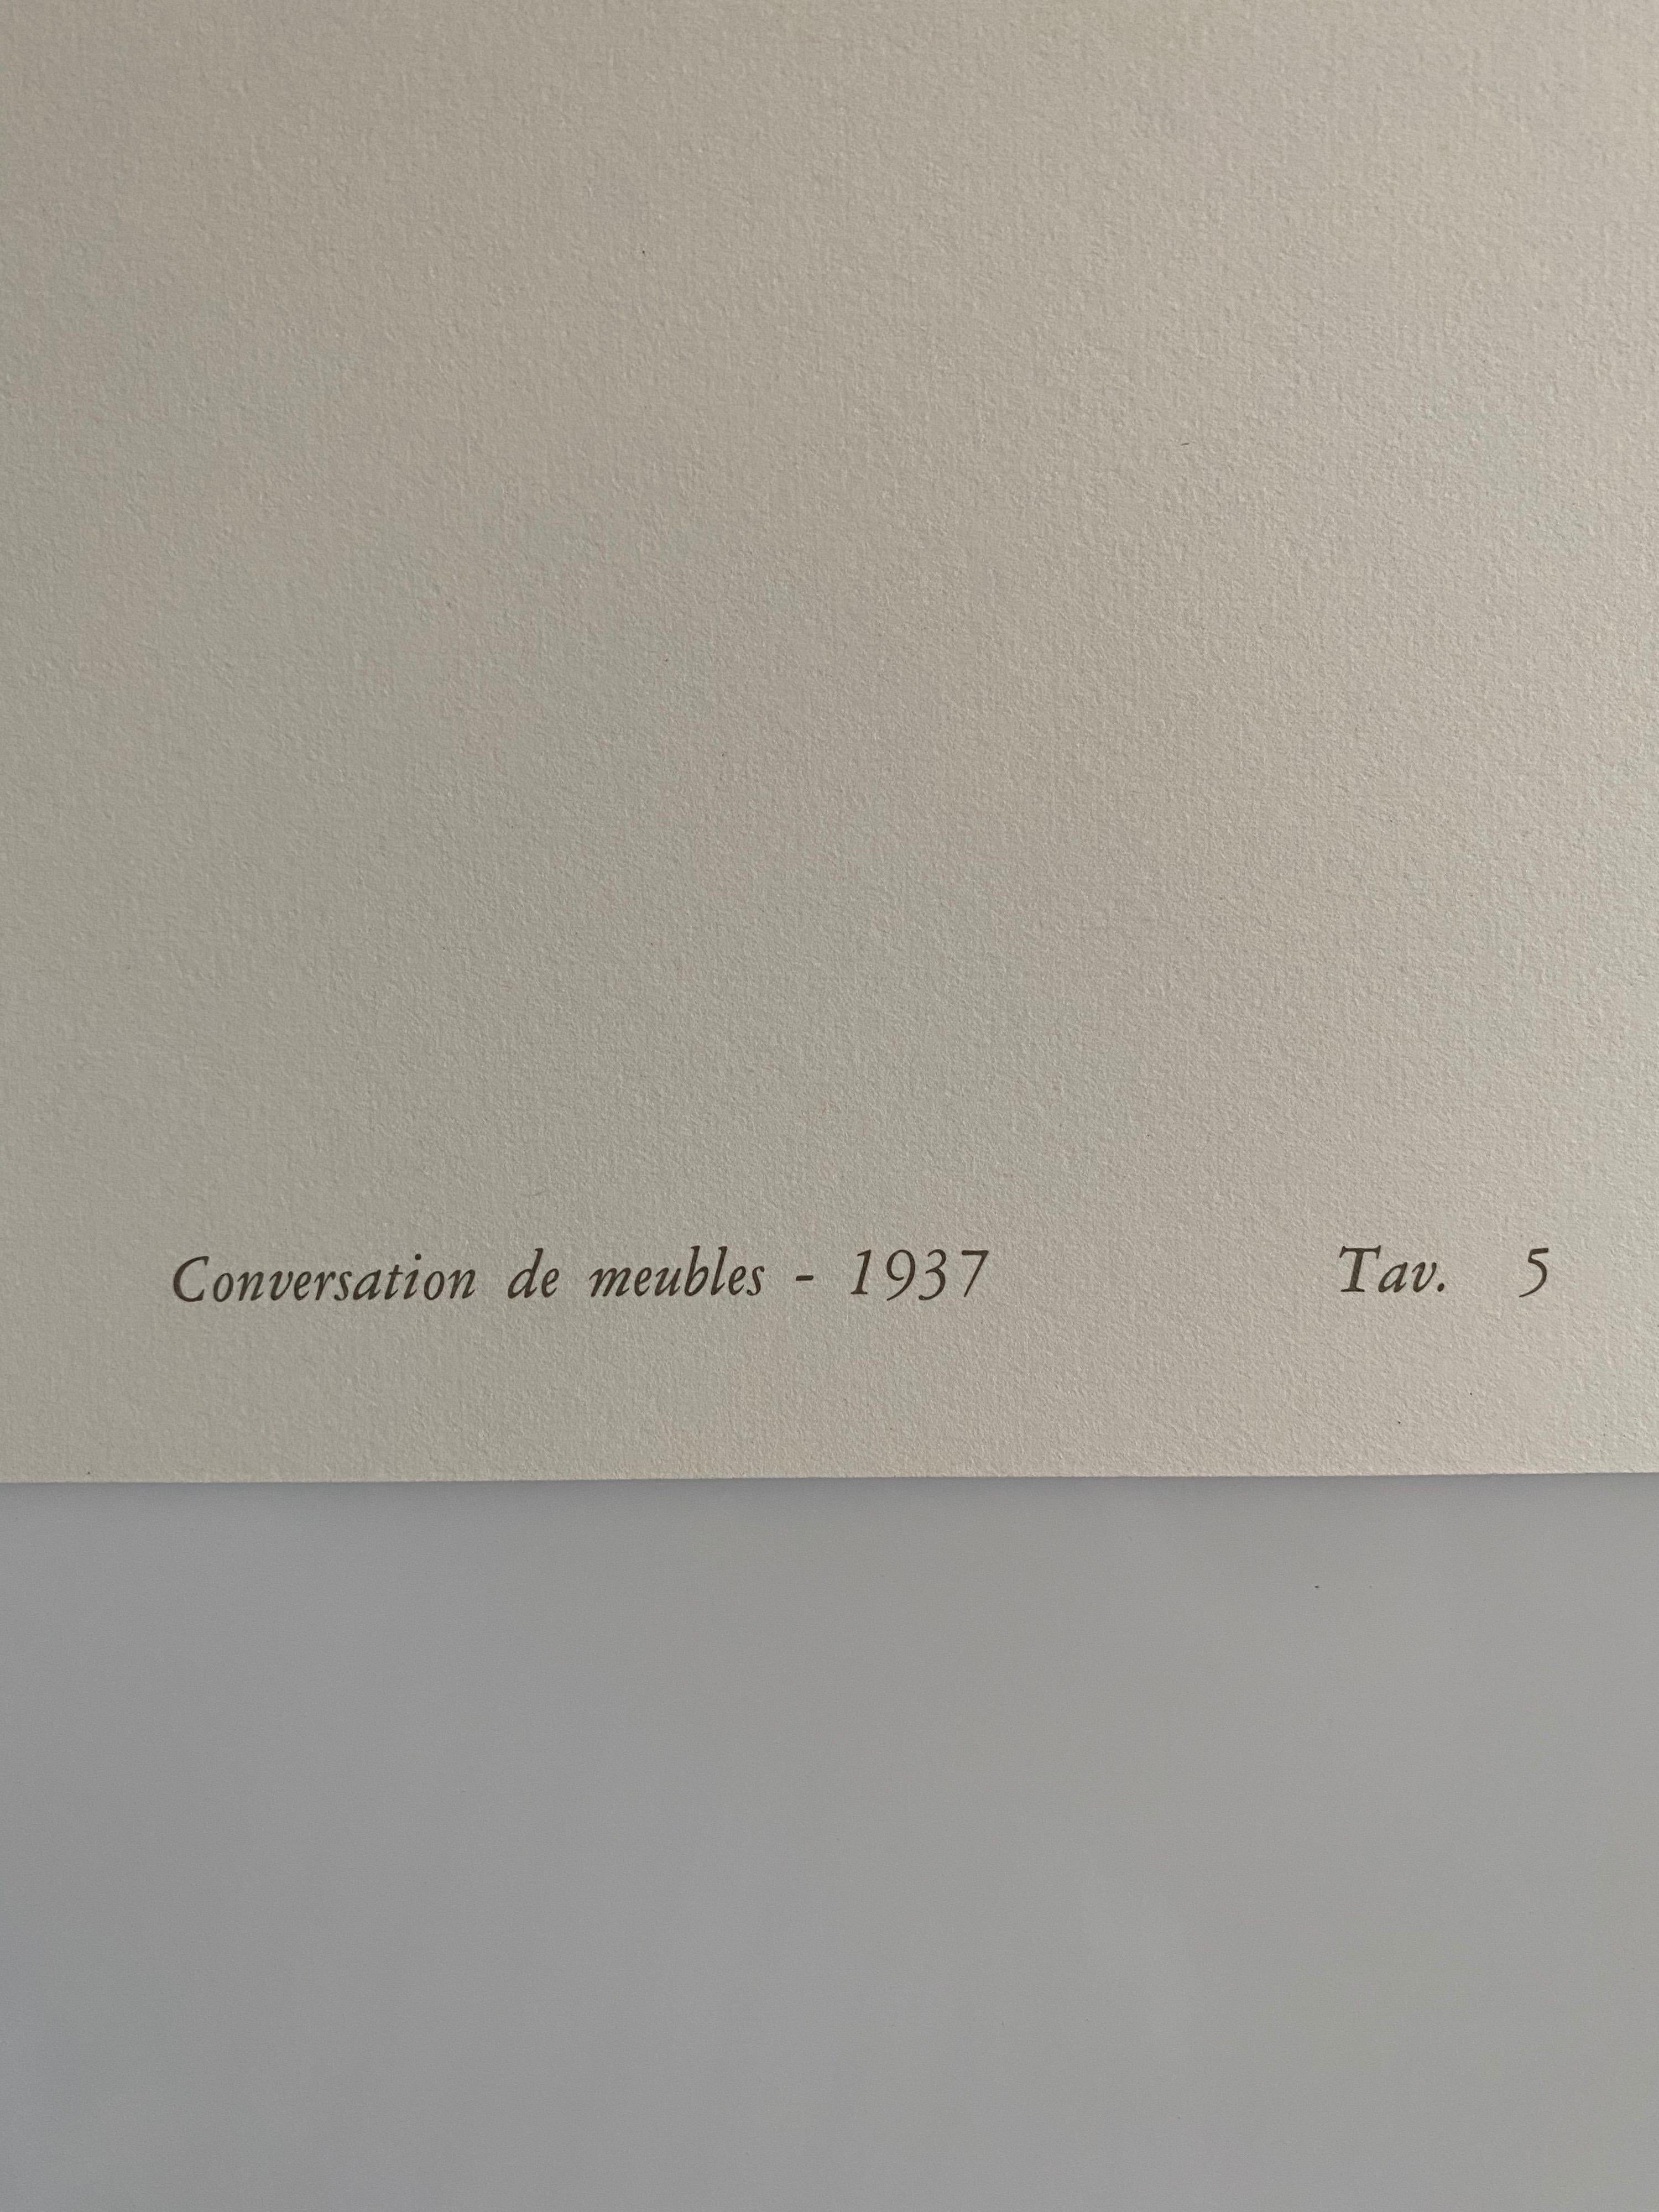 Conversation de meubles - 1937 Tav. 5